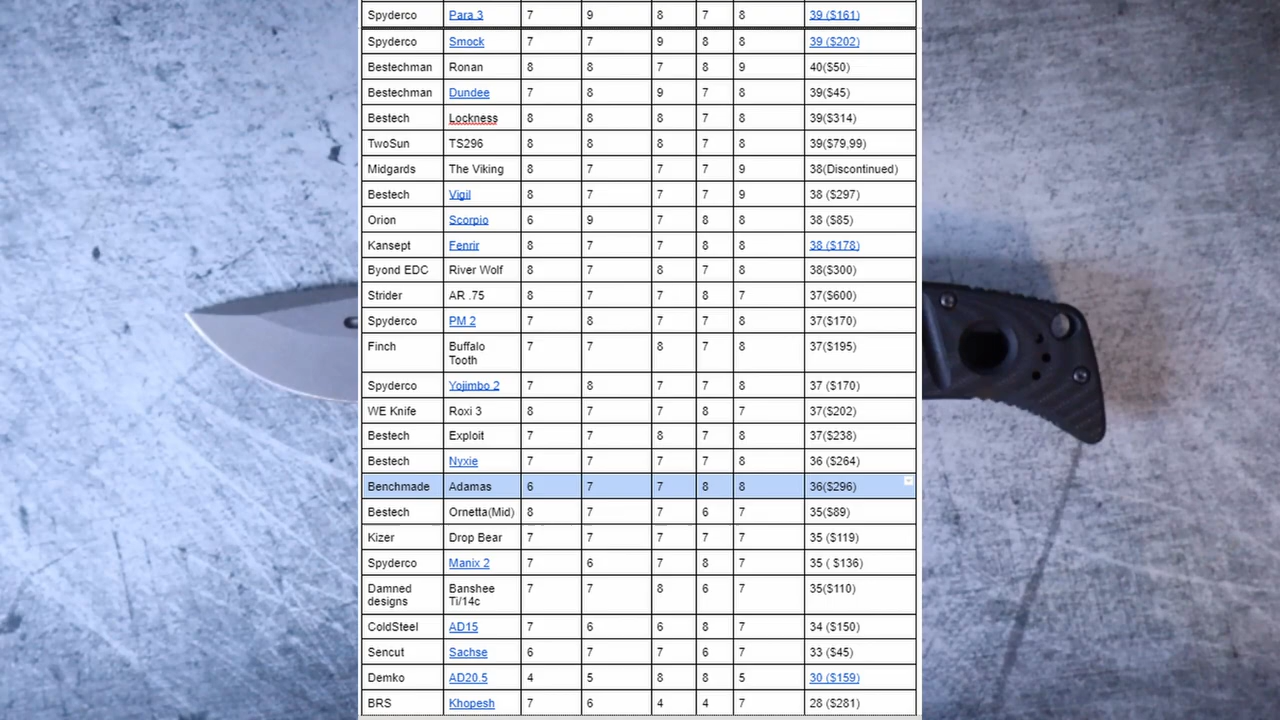 Spyderco Para 3 7 9 8 7 8 39 ($161)
Spyderco Smock 7 7 9 8 8 39 ($202)
Bestechman Ronan 8 8 7 8 9 40($50)
Bestechman Dundee 7 8 9 7 8 39($45)
Bestech Lockness 8 8 8 7 8 39($314)
TwoSun TS296 8 8 8 7 8 39($79,99)
Midgards The Viking 8 7 7 7 9 38(Discontinued)
Bestech Vigil 8 7 7 7 9 38 ($297)
Orion Scorpio 6 9 7 8 8 38 ($85)
Kansept Fenrir 8 7 7 8 8 38 ($178)
Byond EDC River Wolf 8 7 8 7 8 38($300)
Strider AR .75 8 7 7 8 7 37($600)
Spyderco PM 2 7 8 7 7 8 37($170)
Finch Buffalo Tooth 7 7 8 7 8 37($195)
Spyderco Yojimbo 2 7 8 7 7 8 37 ($170)
WE Knife Roxi 3 8 7 7 8 7 37($202)
Bestech Exploit 7 7 8 7 8 37($238)
Bestech Nyxie 7 7 7 7 8 36 ($264)
Benchmade Adamas 6 7 7 8 8 36($296)
Bestech Ornetta(Mid) 8 7 7 6 7 35($89)
Kizer Drop Bear 7 7 7 7 7 35 ($119)
Spyderco Manix 2 7 6 7 8 7 35 ( $136)
Damned designs Banshee Ti/14c 7 7 8 6 7 35($110)
ColdSteel AD15 7 6 6 8 7 34 ($150)
Sencut Sachse 6 7 7 6 7 33 ($45)
Demko AD20.5 4 5 8 8 5 30 ($159)
BRS Khopesh 7 6 4 4 7 28 ($281)